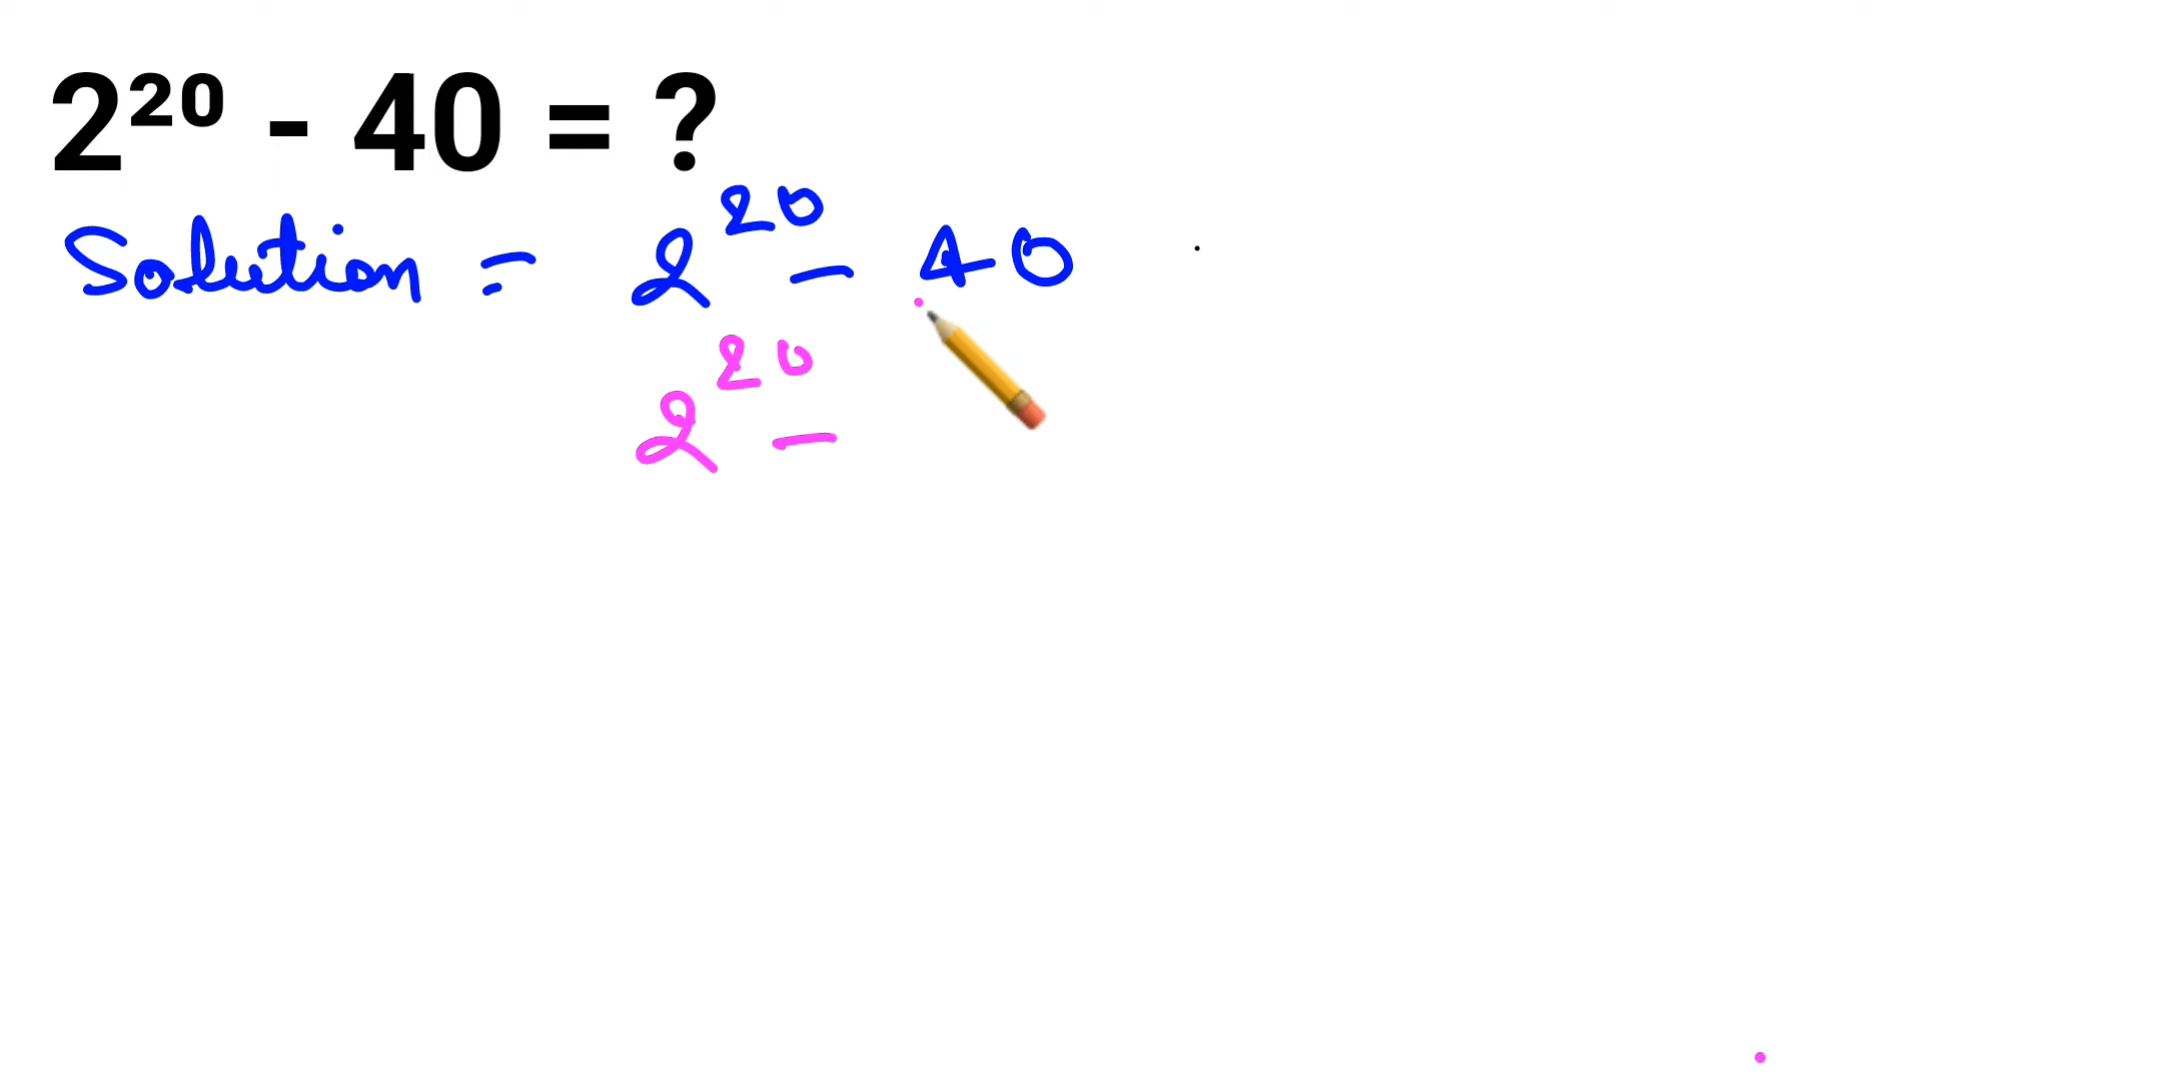 2²⁰ - 40 = ?
Solution = 2²⁰ - 40
2²⁰ -